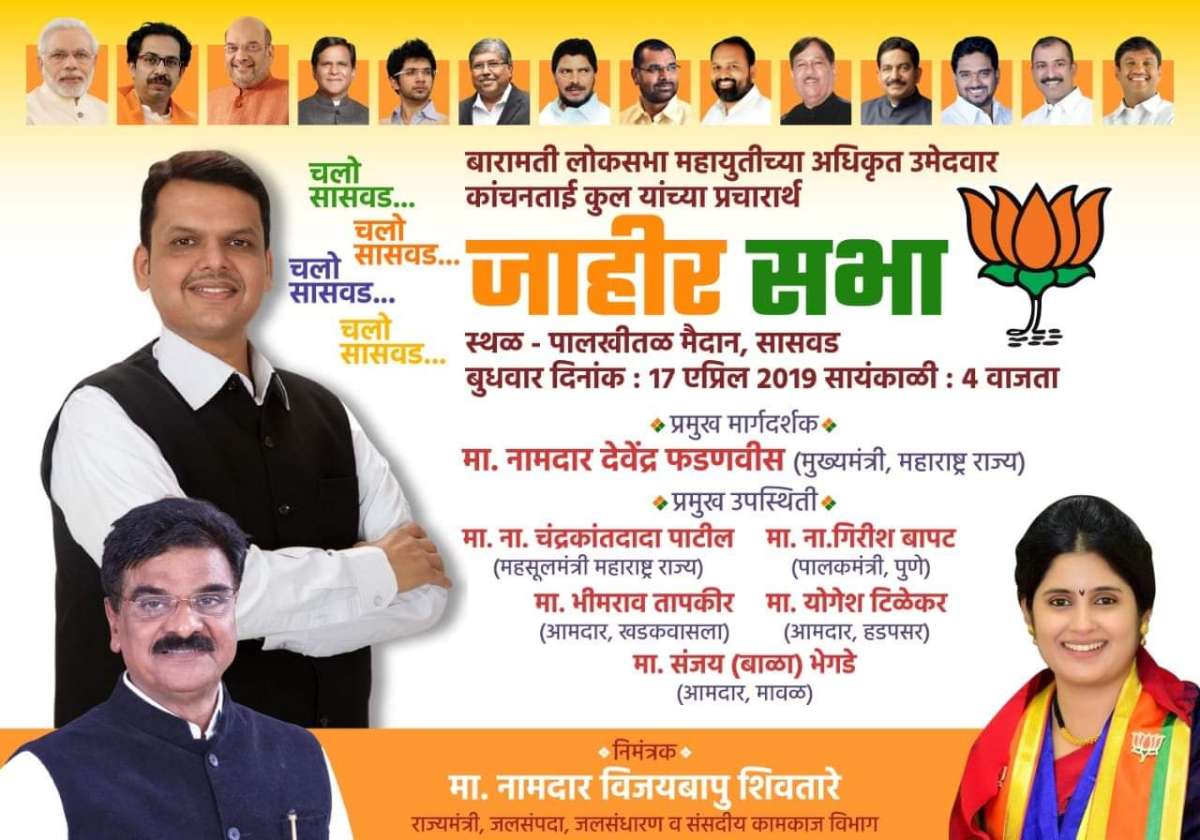 चलो
सासवड...
चलो
सासवड...
चलो
सासवड...
चलो
सासवड...
बारामती लोकसभा महायुतीच्या अधिकृत उमेदवार
कांचनताई कुल यांच्या प्रचारार्थ
जाहीर सभा
स्थळ - पालखीतळ मैदान, सासवड
बुधवार दिनांक : 17 एप्रिल 2019 सायंकाळी : 4 वाजता
प्रमुख मार्गदर्शक
मा. नामदार देवेंद्र फडणवीस (मुख्यमंत्री, महाराष्ट्र राज्य)
प्रमुख उपस्थिती
मा. ना. चंद्रकांतदादा पाटील
(महसूलमंत्री महाराष्ट्र राज्य)
मा. ना.गिरीश बापट
(पालकमंत्री, पुणे)
मा. भीमराव तापकीर
(आमदार, खडकवासला)
मा. योगेश टिळेकर
(आमदार, हडपसर)
मा. संजय (बाळा) भेगडे
(आमदार, मावळ)
निमंत्रक
मा. नामदार विजयबापु शिवतारे
राज्यमंत्री, जलसंपदा, जलसंधारण व संसदीय कामकाज विभाग